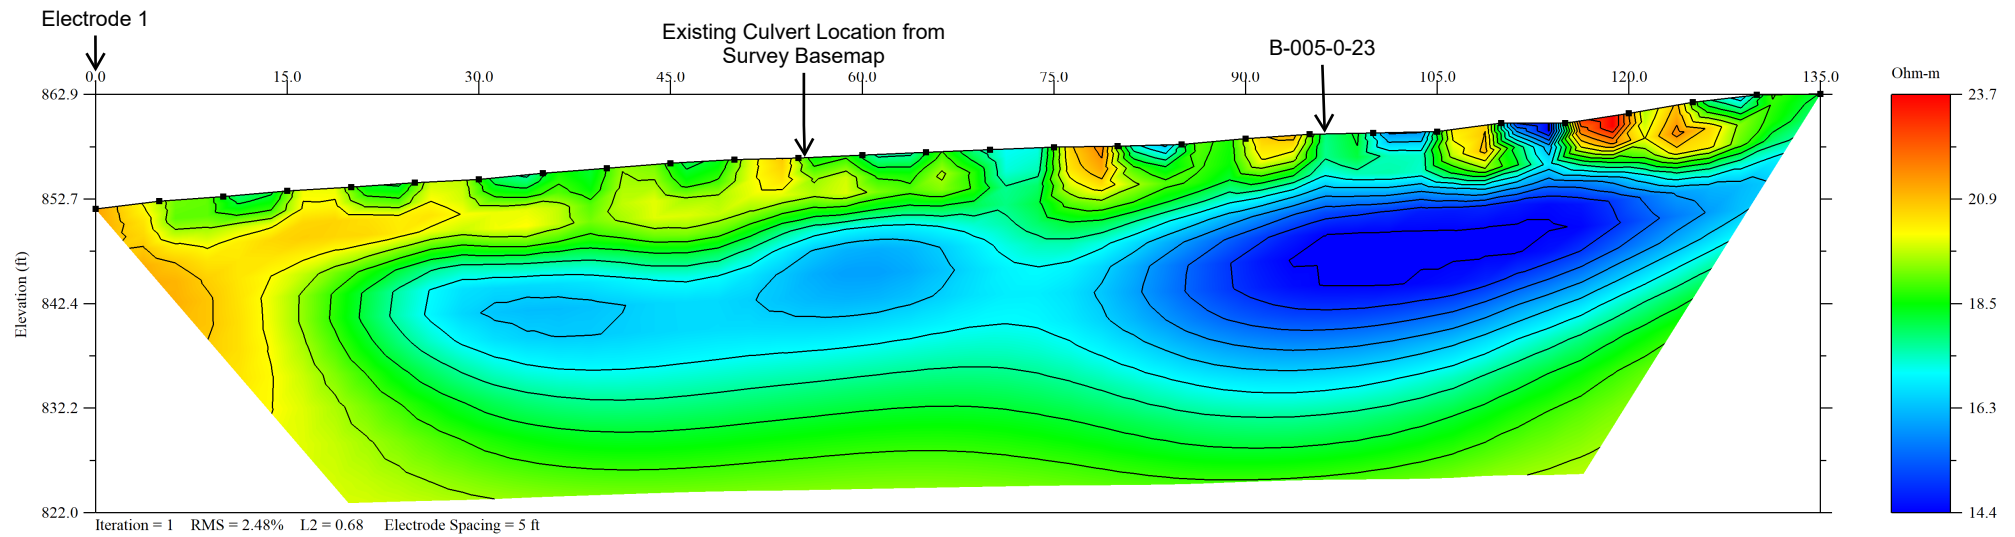 Electrode 1
Existing Culvert Location from
Survey Basemap
B-005-0-23
0.0 15.0 30.0 45.0 60.0 75.0 90.0 105.0 120.0 135.0
Ohm-m
862.9
852.7
842.4
832.2
822.0
Elevation (ft)
23.7
20.9
18.5
16.3
14.4
Iteration = 1 RMS = 2.48% L2 = 0.68 Electrode Spacing = 5 ft